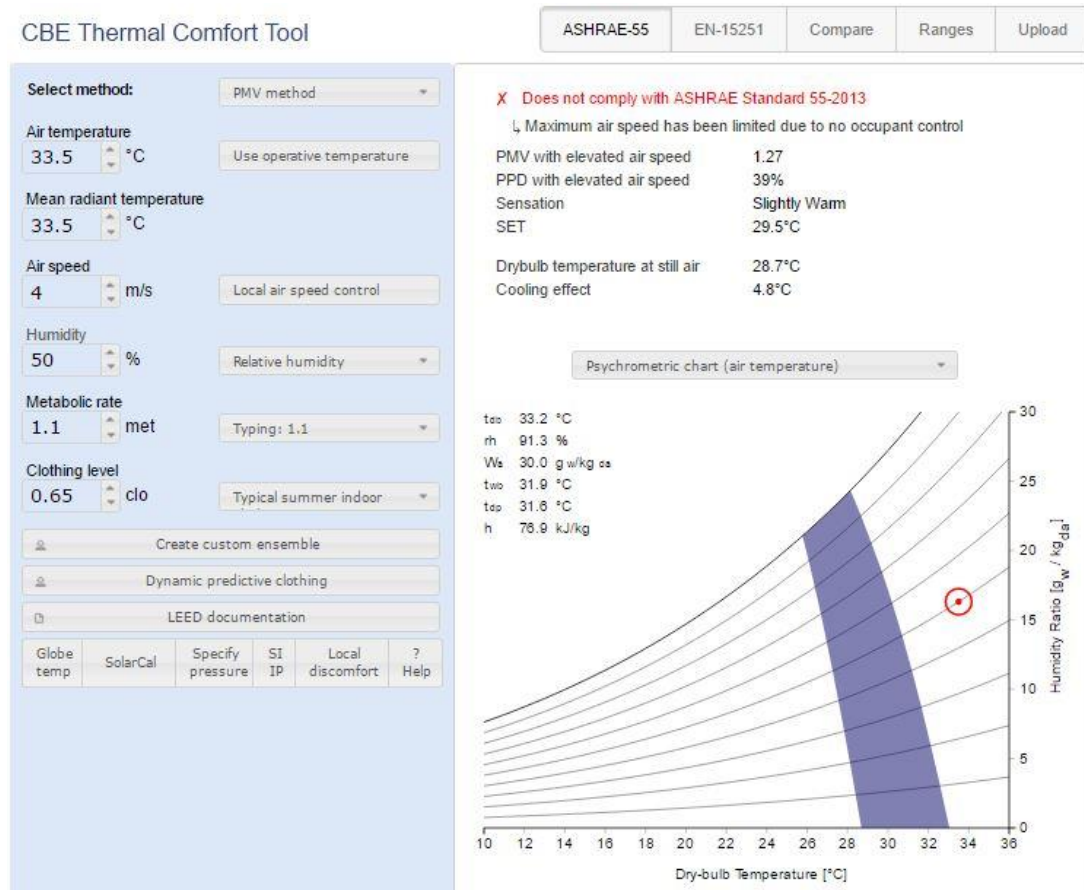 CBE Thermal Comfort Tool
ASHRAE-55 EN-15251 Compare Ranges Upload
Select method: PMV method
Air temperature
33.5 °C Use operative temperature
Mean radiant temperature
33.5 °C
Air speed
4 m/s Local air speed control
Humidity
50 % Relative humidity
Metabolic rate
1.1 met Typing: 1.1
Clothing level
0.65 clo Typical summer indoor
Create custom ensemble
Dynamic predictive clothing
LEED documentation
Globe temp SolarCal Specify pressure SI IP Local discomfort ? Help
✗ Does not comply with ASHRAE Standard 55-2013
↳ Maximum air speed has been limited due to no occupant control
PMV with elevated air speed 1.27
PPD with elevated air speed 39%
Sensation Slightly Warm
SET 29.5°C
Drybulb temperature at still air 28.7°C
Cooling effect 4.8°C
Psychrometric chart (air temperature)
tdb 33.2 °C
rh 91.3 %
Wa 30.0 g w/kg da
twb 31.9 °C
tdp 31.6 °C
h 76.9 kJ/kg
30
25
20
15
10
5
0
Humidity Ratio [gw / kgda]
10 12 14 16 18 20 22 24 26 28 30 32 34 36
Dry-bulb Temperature [°C]